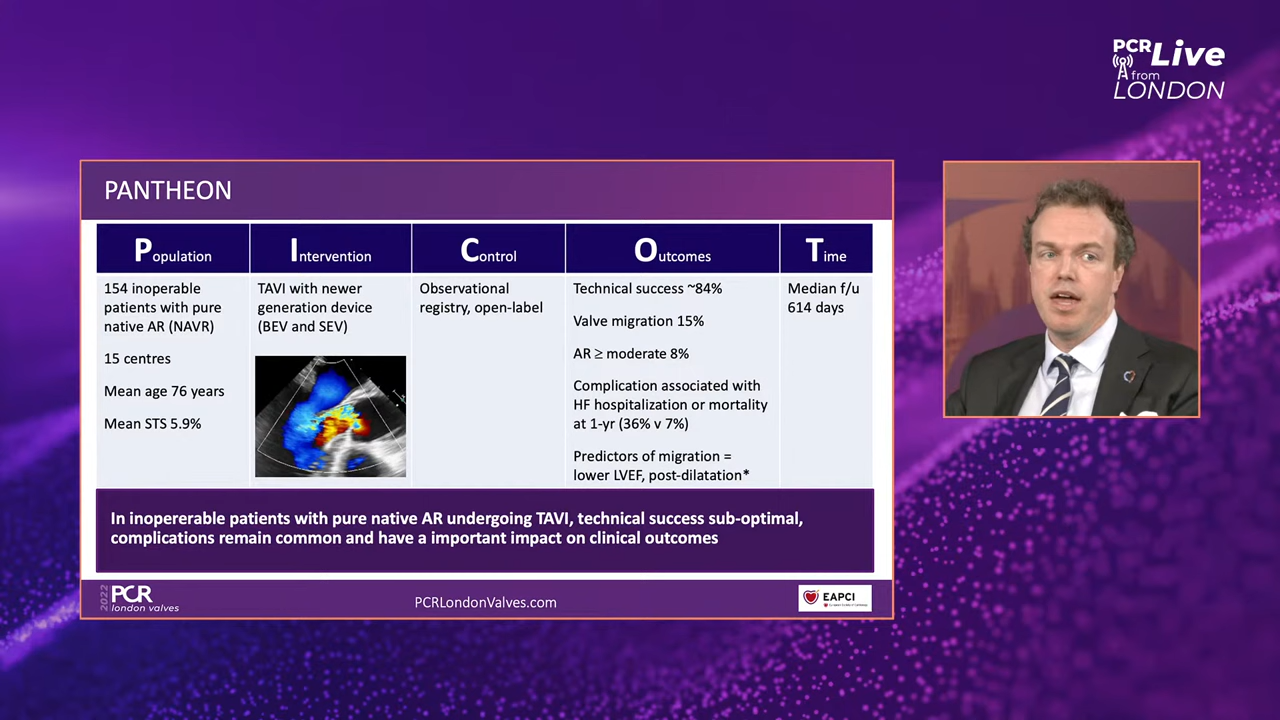 PCR Live
from
LONDON
PANTHEON
Population
Intervention
Control
Outcomes
Time
154 inoperable
patients with pure
native AR (NAVR)
15 centres
Mean age 76 years
Mean STS 5.9%
TAVI with newer
generation device
(BEV and SEV)
Observational
registry, open-label
Technical success ~84%
Valve migration 15%
AR ≥ moderate 8%
Complication associated with
HF hospitalization or mortality
at 1-yr (36% v 7%)
Predictors of migration =
lower LVEF, post-dilatation*
Median f/u
614 days
In inopererable patients with pure native AR undergoing TAVI, technical success sub-optimal,
complications remain common and have a important impact on clinical outcomes
2022
PCR
london valves
PCRLondonValves.com
EAPCI